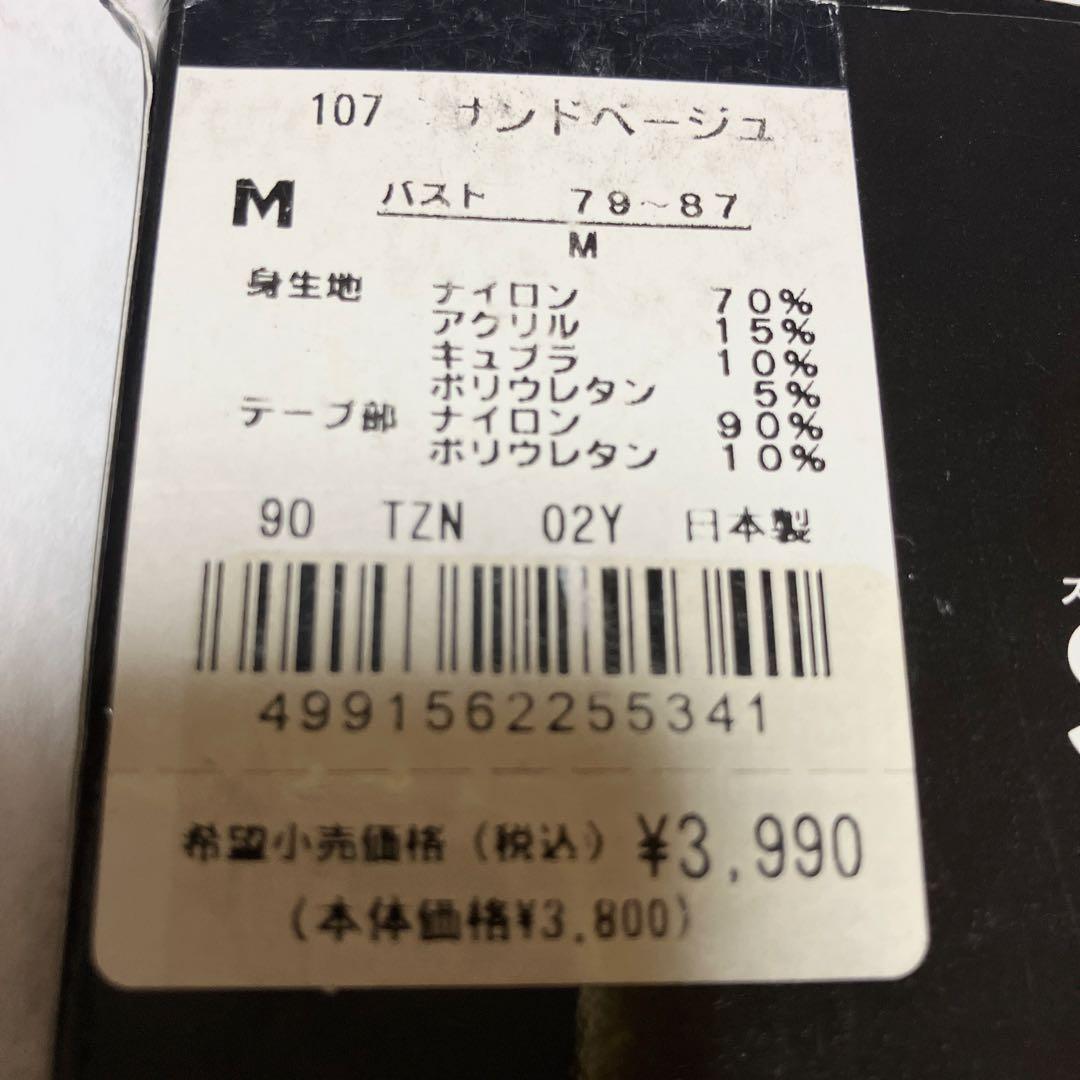 107 サンドベージュ
M バスト 79~87
M
身生地 ナイロン 70%
アクリル 15%
キュプラ 10%
ポリウレタン 5%
テープ部 ナイロン 90%
ポリウレタン 10%
90 TZN 02Y 日本製
4991562255341
希望小売価格(税込)¥3,990
(本体価格¥3,800)